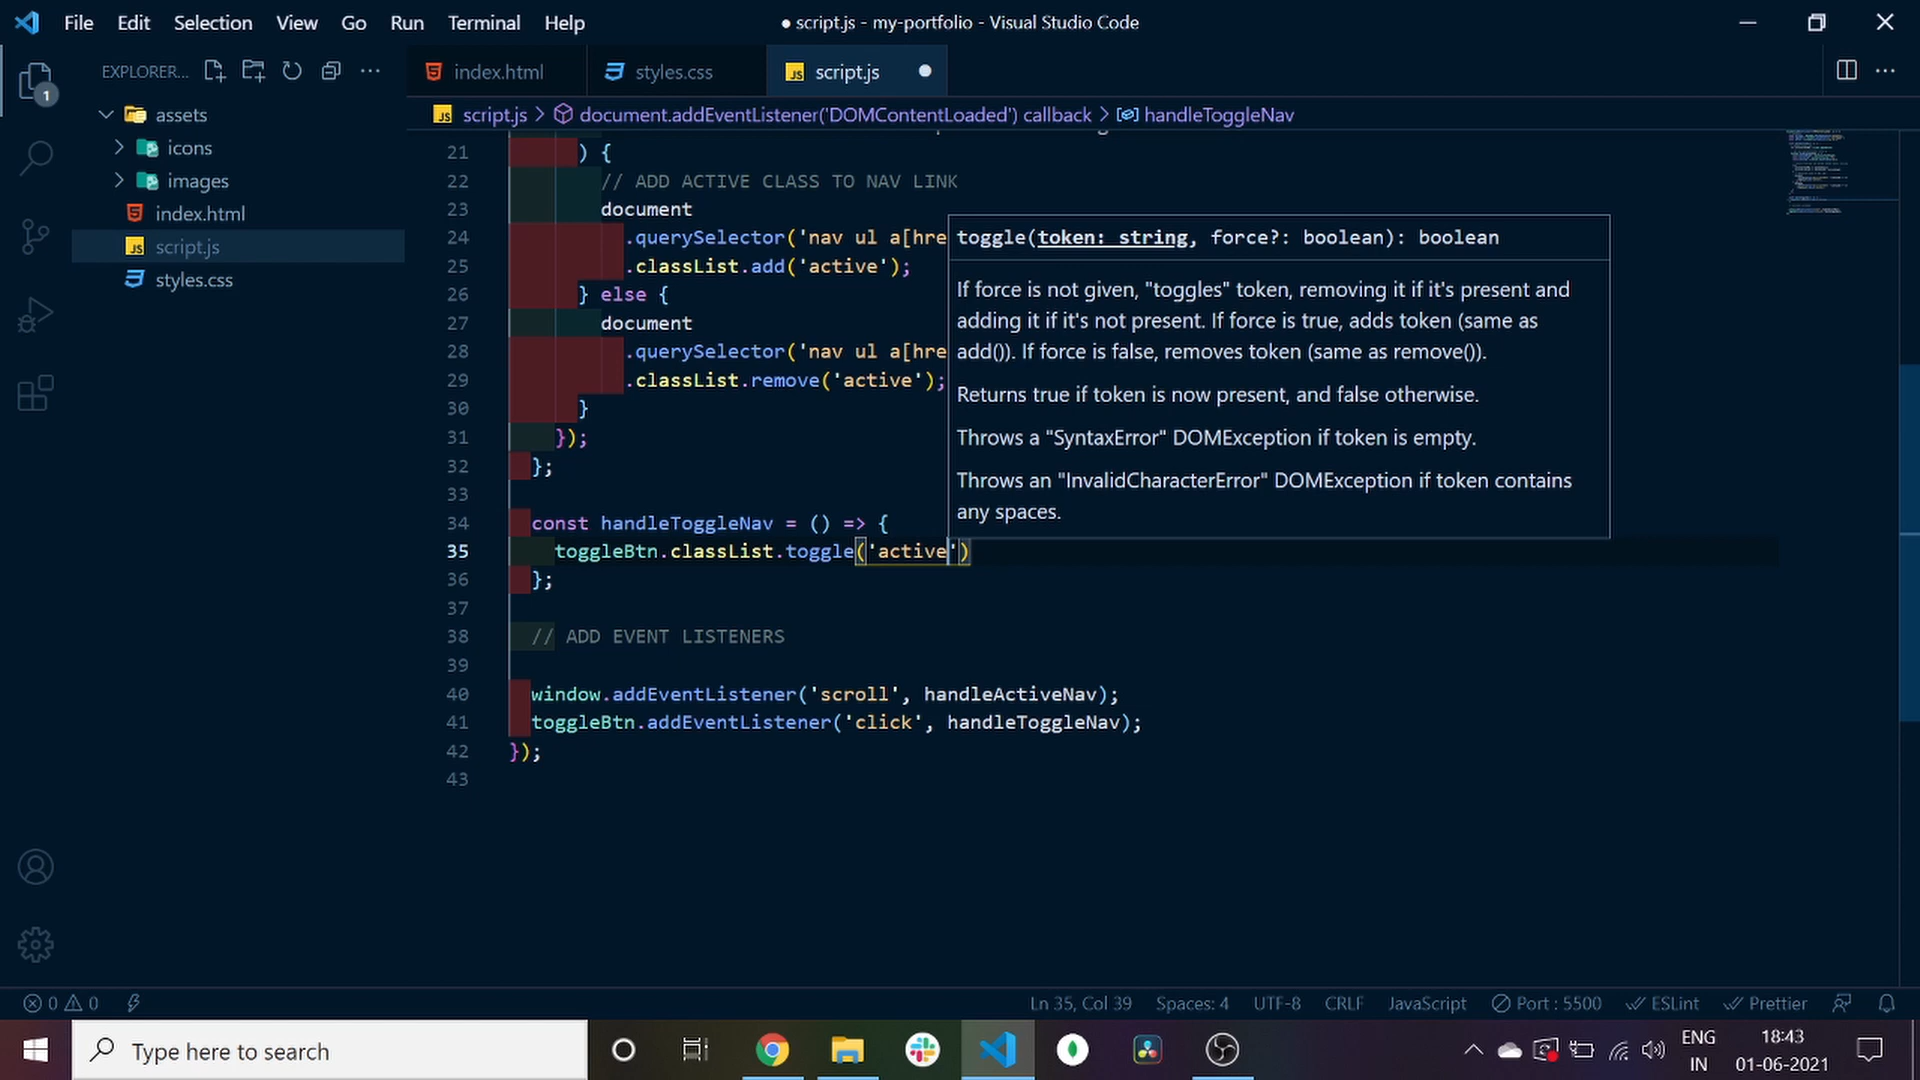 File Edit Selection View Go Run Terminal Help
● script.js - my-portfolio - Visual Studio Code
EXPLORER...
index.html
styles.css
script.js
script.js > document.addEventListener('DOMContentLoaded') callback > handleToggleNav
1
assets
icons
images
index.html
script.js
styles.css
21 ) {
22 // ADD ACTIVE CLASS TO NAV LINK
23 document
24 .querySelector('nav ul a[hre
25 .classList.add('active');
26 } else {
27 document
28 .querySelector('nav ul a[hre
29 .classList.remove('active');
30 }
31 });
32 };
33
34 const handleToggleNav = () => {
35 toggleBtn.classList.toggle('active')
36 };
37
38 // ADD EVENT LISTENERS
39
40 window.addEventListener('scroll', handleActiveNav);
41 toggleBtn.addEventListener('click', handleToggleNav);
42 });
43
toggle(token: string, force?: boolean): boolean
If force is not given, "toggles" token, removing it if it's present and
adding it if it's not present. If force is true, adds token (same as
add()). If force is false, removes token (same as remove()).
Returns true if token is now present, and false otherwise.
Throws a "SyntaxError" DOMException if token is empty.
Throws an "InvalidCharacterError" DOMException if token contains
any spaces.
0 0
Ln 35, Col 39 Spaces: 4 UTF-8 CRLF JavaScript Port : 5500 ESLint Prettier
Type here to search
ENG
IN
18:43
01-06-2021